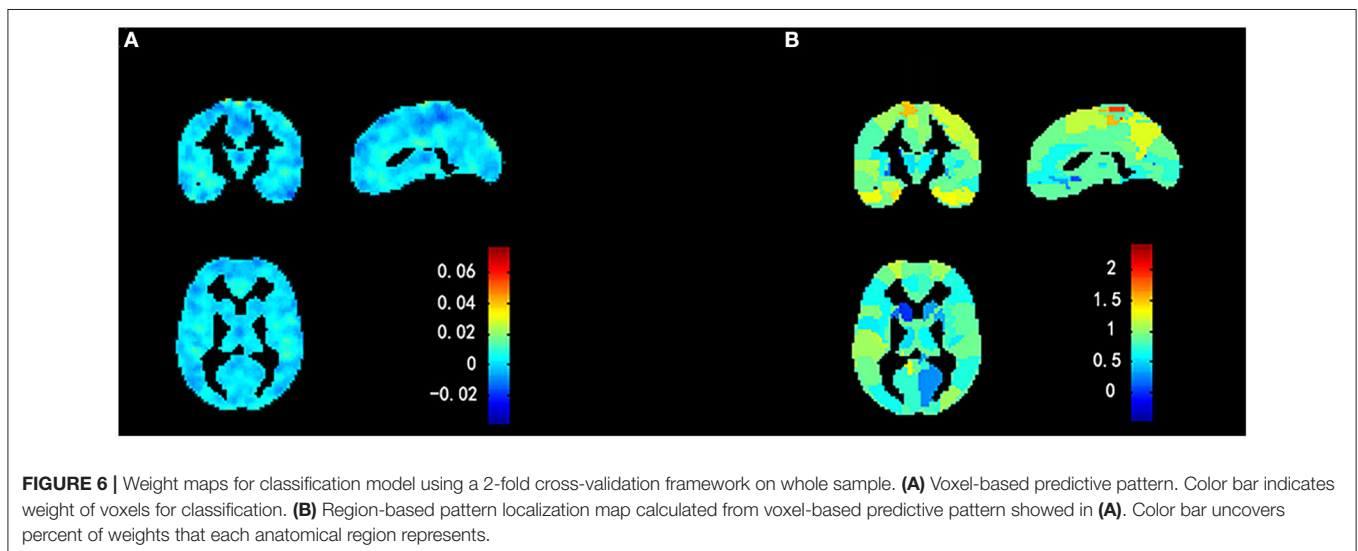 A
B
0. 06
0. 04
0. 02
0
-0. 02
2
1.5
1
0.5
0
FIGURE 6 | Weight maps for classification model using a 2-fold cross-validation framework on whole sample. (A) Voxel-based predictive pattern. Color bar indicates
weight of voxels for classification. (B) Region-based pattern localization map calculated from voxel-based predictive pattern showed in (A). Color bar uncovers
percent of weights that each anatomical region represents.